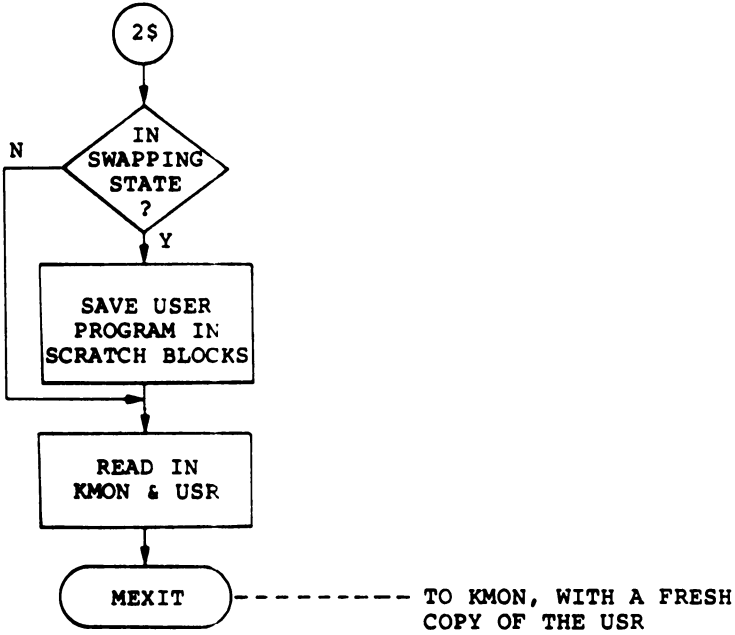 2$
IN
SWAPPING
STATE
?
N
Y
SAVE USER
PROGRAM IN
SCRATCH BLOCKS
READ IN
KMON & USR
MEXIT
TO KMON, WITH A FRESH
COPY OF THE USR